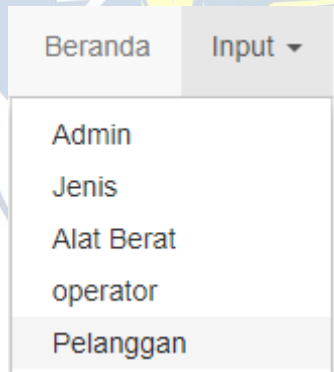 Beranda Input
Admin
Jenis
Alat Berat
operator
Pelanggan